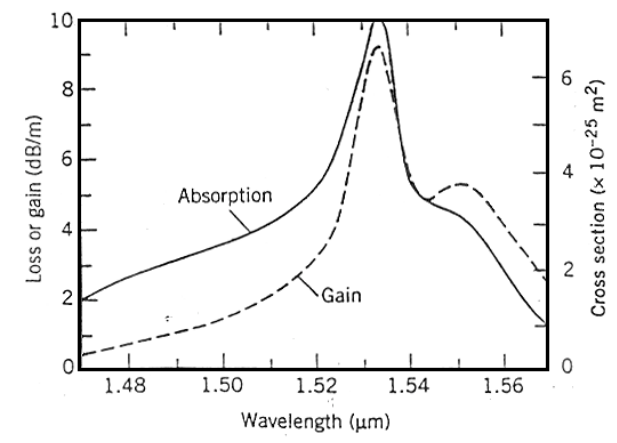 10
8
6
4
2
0
Loss or gain (dB/m)
Absorption
Gain
6
4
2
0
Cross section (× 10⁻²⁵ m²)
1.48 1.50 1.52 1.54 1.56
Wavelength (μm)